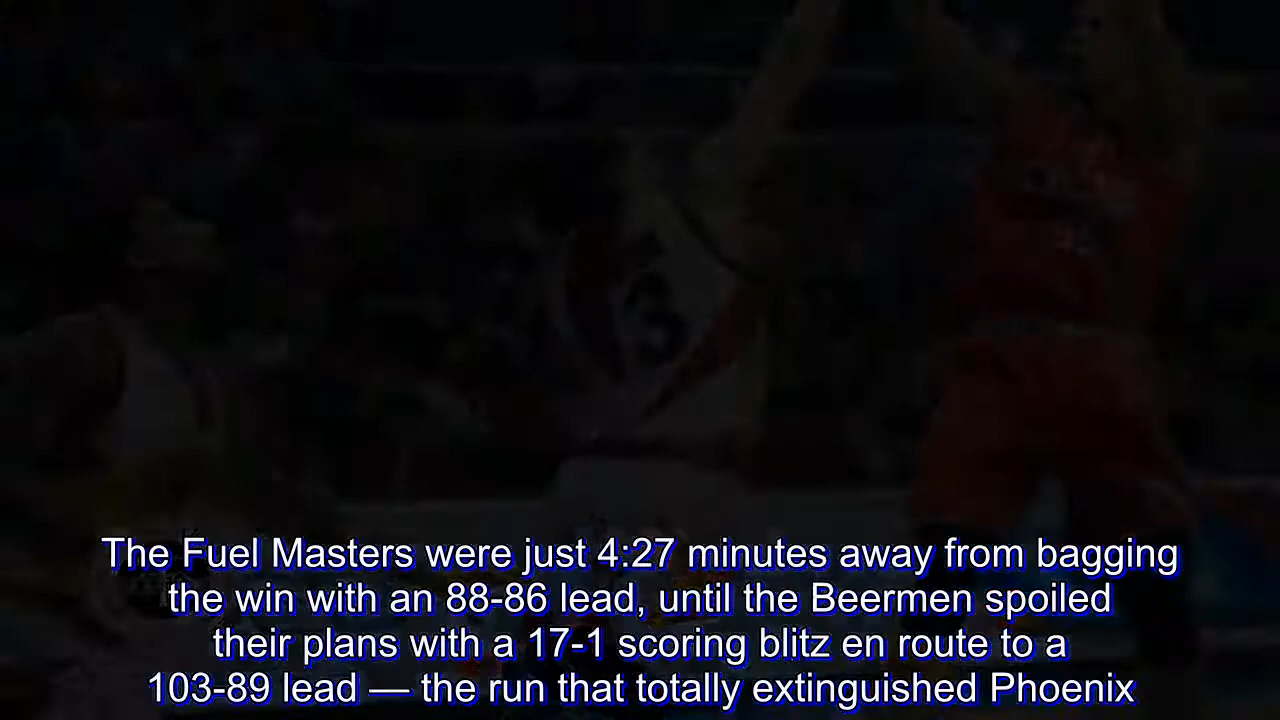 The Fuel Masters were just 4:27 minutes away from bagging
the win with an 88-86 lead, until the Beermen spoiled
their plans with a 17-1 scoring blitz en route to a
103-89 lead — the run that totally extinguished Phoenix